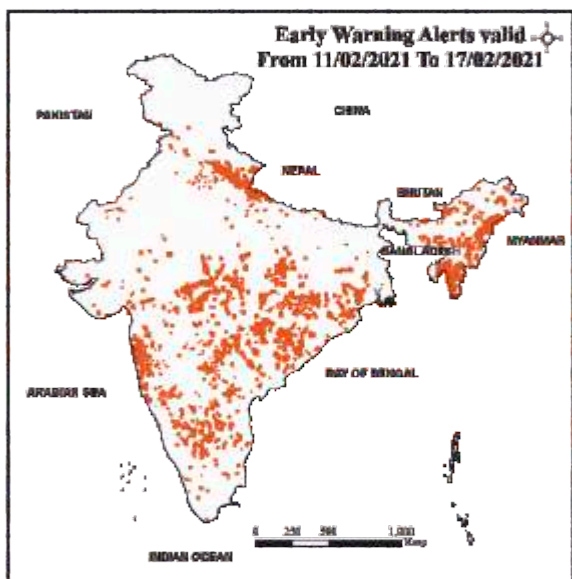 Early Warning Alerts valid
From 11/02/2021 To 17/02/2021
PAKISTAN
CHINA
NEPAL
BHUTAN
MYANMAR
BANGLADESH
BAY OF BENGAL
ARABIAN SEA
0 250 500 1,000
Kms
INDIAN OCEAN